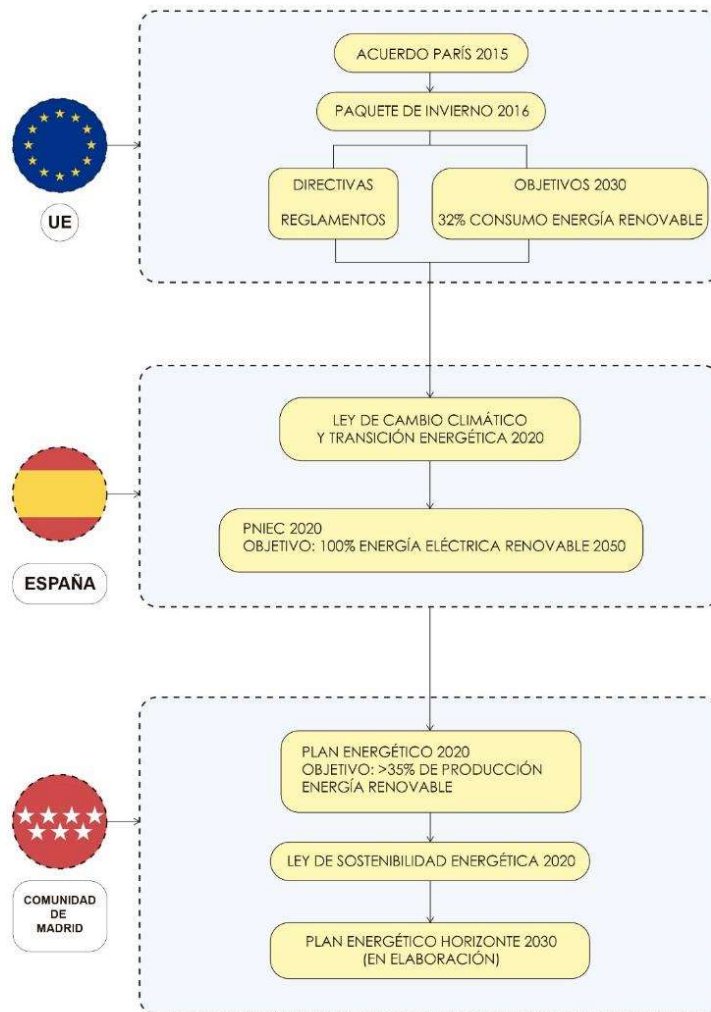 ACUERDO PARÍS 2015
PAQUETE DE INVIERNO 2016
DIRECTIVAS
REGLAMENTOS
OBJETIVOS 2030
32% CONSUMO ENERGÍA RENOVABLE
UE
LEY DE CAMBIO CLIMÁTICO
Y TRANSICIÓN ENERGÉTICA 2020
PNIEC 2020
OBJETIVO: 100% ENERGÍA ELÉCTRICA RENOVABLE 2050
ESPAÑA
PLAN ENERGÉTICO 2020
OBJETIVO: >35% DE PRODUCCIÓN
ENERGÍA RENOVABLE
LEY DE SOSTENIBILIDAD ENERGÉTICA 2020
PLAN ENERGÉTICO HORIZONTE 2030
(EN ELABORACIÓN)
COMUNIDAD
DE
MADRID